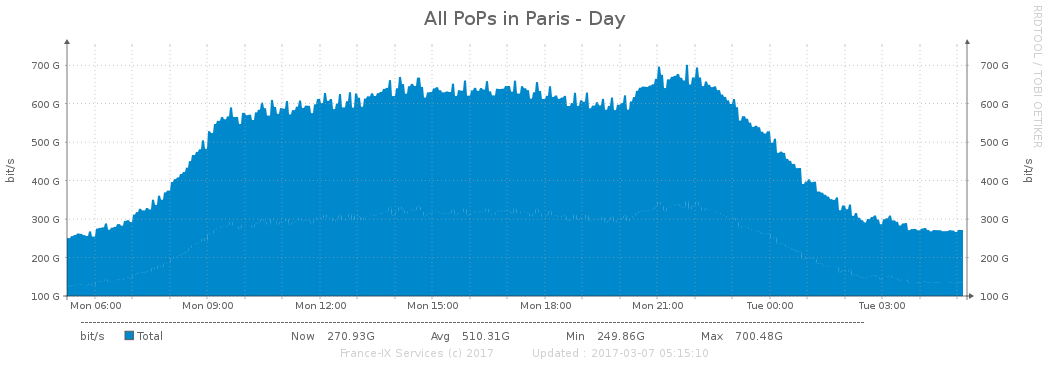 All PoPs in Paris - Day
RRDTOOL / TOBI OETIKER
bit/s
700 G 700 G
600 G 600 G
500 G 500 G
400 G 400 G
300 G 300 G
200 G 200 G
100 G 100 G
bit/s
Mon 06:00 Mon 09:00 Mon 12:00 Mon 15:00 Mon 18:00 Mon 21:00 Tue 00:00 Tue 03:00
bit/s Total Now 270.93G Avg 510.31G Min 249.86G Max 700.48G
France-IX Services (c) 2017 Updated : 2017-03-07 05:15:10